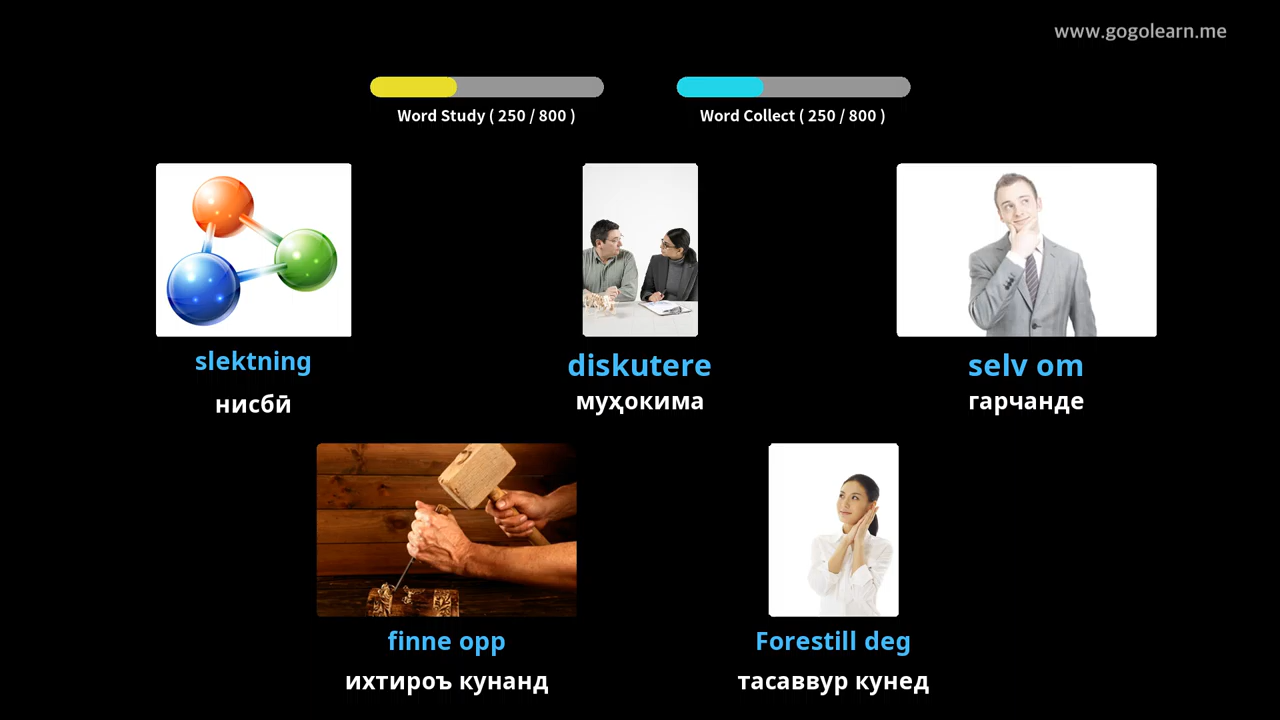 www.gogolearn.me
Word Study ( 250 / 800 )
Word Collect ( 250 / 800 )
slektning
нисбӣ
diskutere
муҳокима
selv om
гарчанде
finne opp
ихтироъ кунанд
Forestill deg
тасаввур кунед